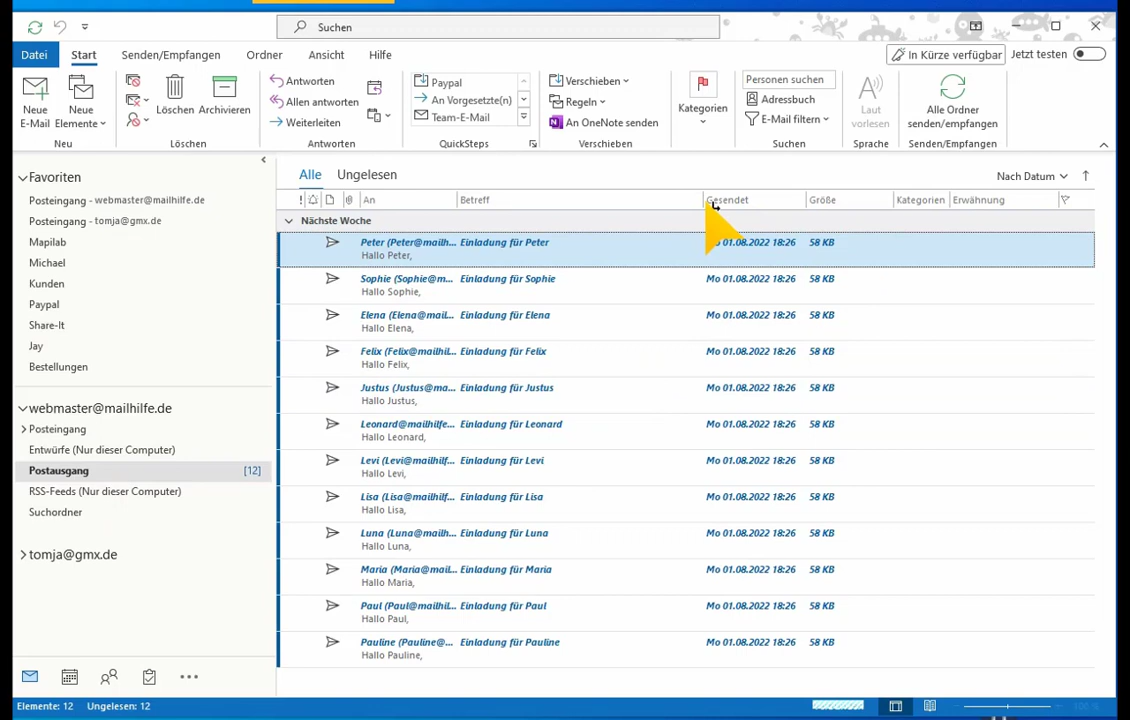 Suchen
Datei Start Senden/Empfangen Ordner Ansicht Hilfe In Kürze verfügbar Jetzt testen
Neue E-Mail
Neue Elemente
Neu
Löschen
Archivieren
Löschen
Antworten
Allen antworten
Weiterleiten
Antworten
Paypal
An Vorgesetzte(n)
Team-E-Mail
QuickSteps
Verschieben
Regeln
An OneNote senden
Verschieben
Kategorien
Personen suchen
Adressbuch
E-Mail filtern
Suchen
Laut vorlesen
Sprache
Alle Ordner senden/empfangen
Senden/Empfangen
Favoriten
Posteingang - webmaster@mailhilfe.de
Posteingang - tomja@gmx.de
Mapilab
Michael
Kunden
Paypal
Share-It
Jay
Bestellungen
webmaster@mailhilfe.de
Posteingang
Entwürfe (Nur dieser Computer)
Postausgang [12]
RSS-Feeds (Nur dieser Computer)
Suchordner
tomja@gmx.de
Alle Ungelesen Nach Datum
An Betreff Gesendet Größe Kategorien Erwähnung
Nächste Woche
Peter (Peter@mailh... Einladung für Peter 01.08.2022 18:26 58 KB
Hallo Peter,
Sophie (Sophie@m... Einladung für Sophie Mo 01.08.2022 18:26 58 KB
Hallo Sophie,
Elena (Elena@mail... Einladung für Elena Mo 01.08.2022 18:26 58 KB
Hallo Elena,
Felix (Felix@mailhil... Einladung für Felix Mo 01.08.2022 18:26 58 KB
Hallo Felix,
Justus (Justus@ma... Einladung für Justus Mo 01.08.2022 18:26 58 KB
Hallo Justus,
Leonard@mailhilfe... Einladung für Leonard Mo 01.08.2022 18:26 58 KB
Hallo Leonard,
Levi (Levi@mailhilf... Einladung für Levi Mo 01.08.2022 18:26 58 KB
Hallo Levi,
Lisa (Lisa@mailhilf... Einladung für Lisa Mo 01.08.2022 18:26 58 KB
Hallo Lisa,
Luna (Luna@mailh... Einladung für Luna Mo 01.08.2022 18:26 58 KB
Hallo Luna,
Maria (Maria@mail... Einladung für Maria Mo 01.08.2022 18:26 58 KB
Hallo Maria,
Paul (Paul@mailhil... Einladung für Paul Mo 01.08.2022 18:26 58 KB
Hallo Paul,
Pauline (Pauline@... Einladung für Pauline Mo 01.08.2022 18:26 58 KB
Hallo Pauline,
Elemente: 12 Ungelesen: 12